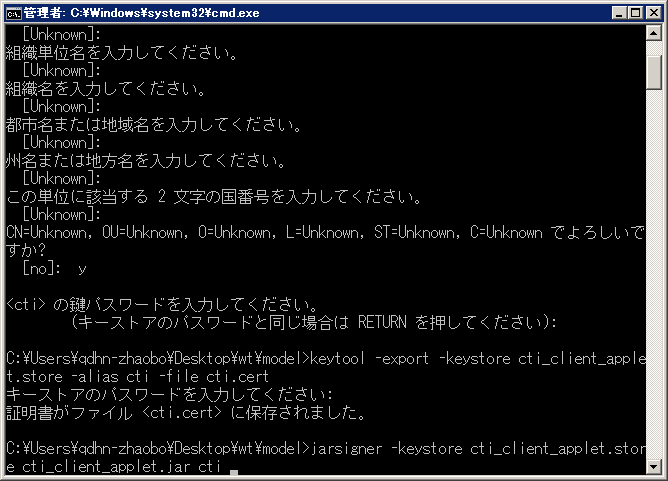 管理者: C:¥Windows¥system32¥cmd.exe
[Unknown]:
組織単位名を入力してください。
[Unknown]:
組織名を入力してください。
[Unknown]:
都市名または地域名を入力してください。
[Unknown]:
州名または地方名を入力してください。
[Unknown]:
この単位に該当する 2 文字の国番号を入力してください。
[Unknown]:
CN=Unknown, OU=Unknown, O=Unknown, L=Unknown, ST=Unknown, C=Unknown でよろしいで
すか?
[no]:  y
<cti> の鍵パスワードを入力してください。
(キーストアのパスワードと同じ場合は RETURN を押してください):
C:¥Users¥qdhn-zhaobo¥Desktop¥wt¥model>keytool -export -keystore cti_client_apple
t.store -alias cti -file cti.cert
キーストアのパスワードを入力してください:
証明書がファイル <cti.cert> に保存されました。
C:¥Users¥qdhn-zhaobo¥Desktop¥wt¥model>jarsigner -keystore cti_client_applet.stor
e cti_client_applet.jar cti